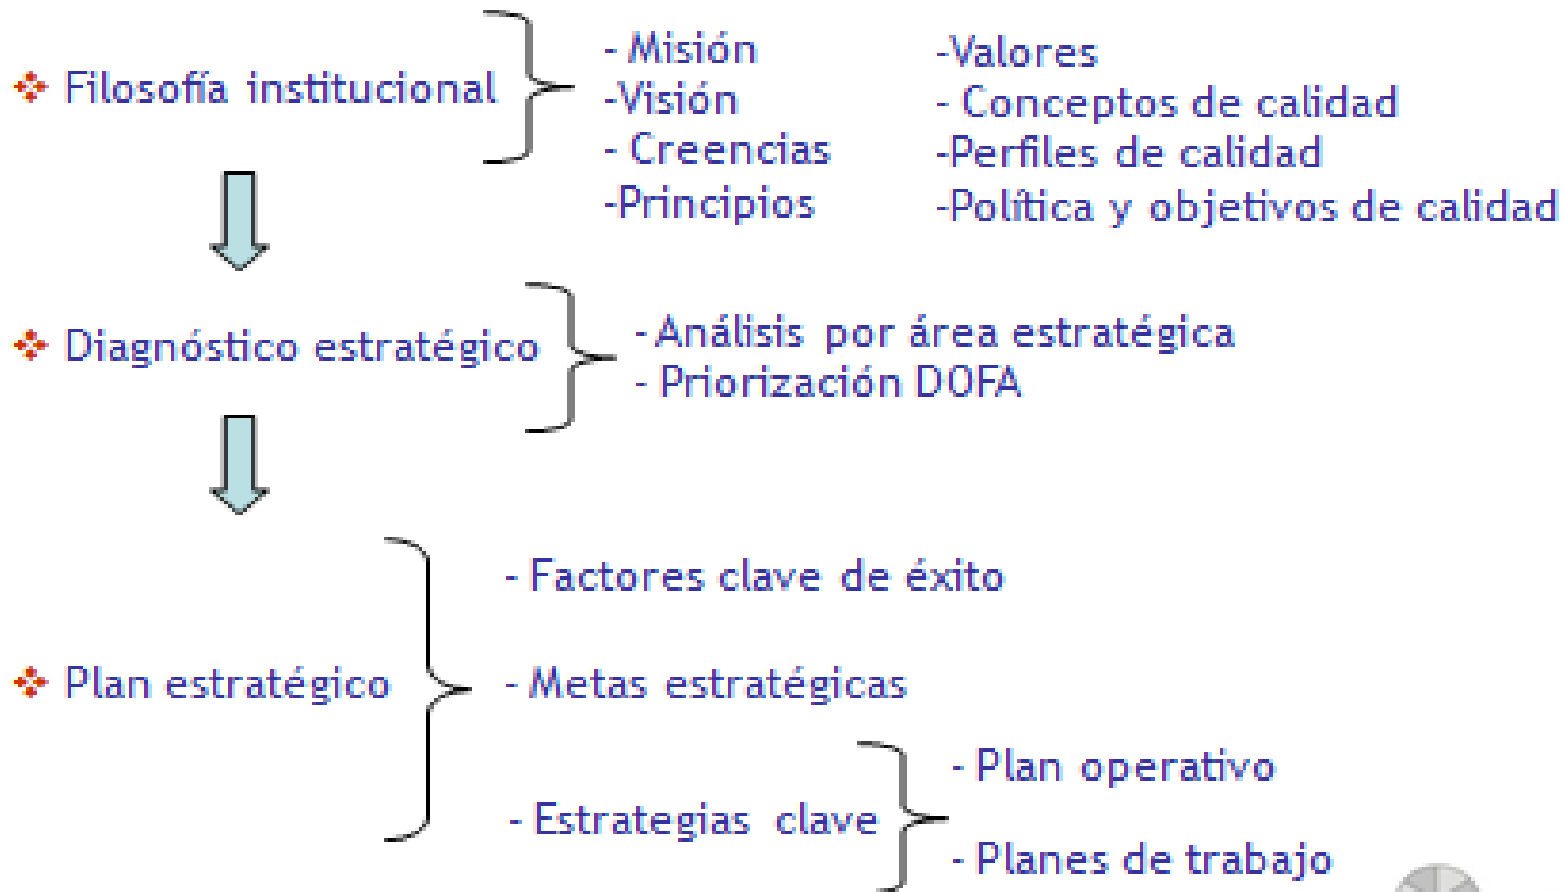 ❖ Filosofía institucional
- Misión
-Visión
- Creencias
-Principios
-Valores
- Conceptos de calidad
-Perfiles de calidad
-Política y objetivos de calidad
❖ Diagnóstico estratégico
- Análisis por área estratégica
- Priorización DOFA
❖ Plan estratégico
- Factores clave de éxito
- Metas estratégicas
- Estrategias clave
- Plan operativo
- Planes de trabajo